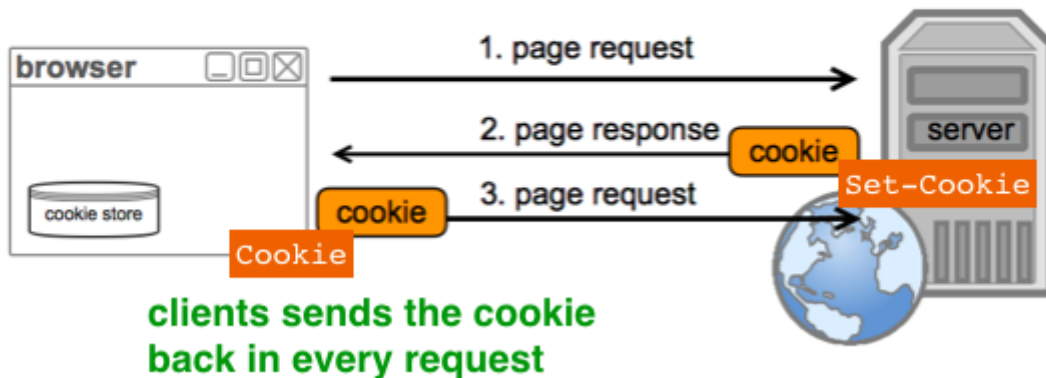 1. page request
browser
2. page response
server
cookie
Set-Cookie
cookie store
cookie
3. page request
Cookie
clients sends the cookie
back in every request